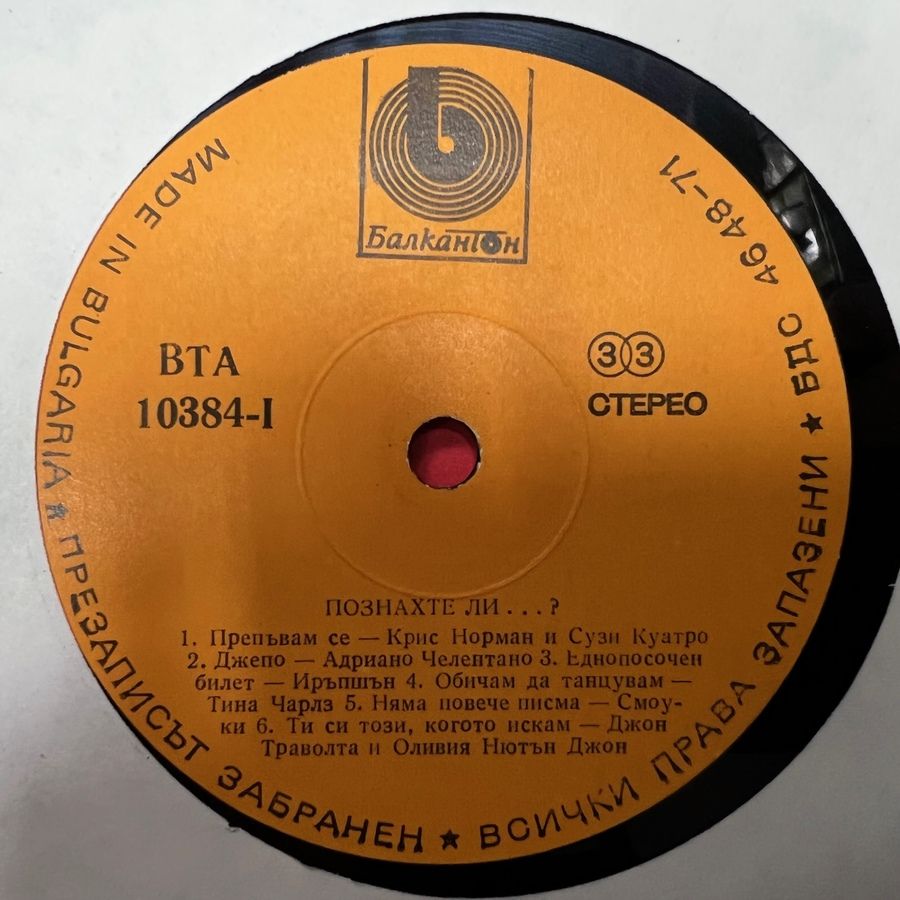 Балкантон
MADE IN BULGARIA ★ ПРЕЗАПИСЪТ ЗАБРАНЕН ★ ВСИЧКИ ПРАВА ЗАПАЗЕНИ ★ БДС 4648-71
ВТА
10384-I
33
СТЕРЕО
ПОЗНАХТЕ ЛИ...?
1. Препъвам се — Крис Норман и Сузи Куатро
2. Джепо — Адриано Челентано 3. Еднопосочен
билет — Иръпшън 4. Обичам да танцувам —
Тина Чарлз 5. Няма повече писма — Смоу-
ки 6. Ти си този, когото искам — Джон
Траволта и Оливия Нютън Джон